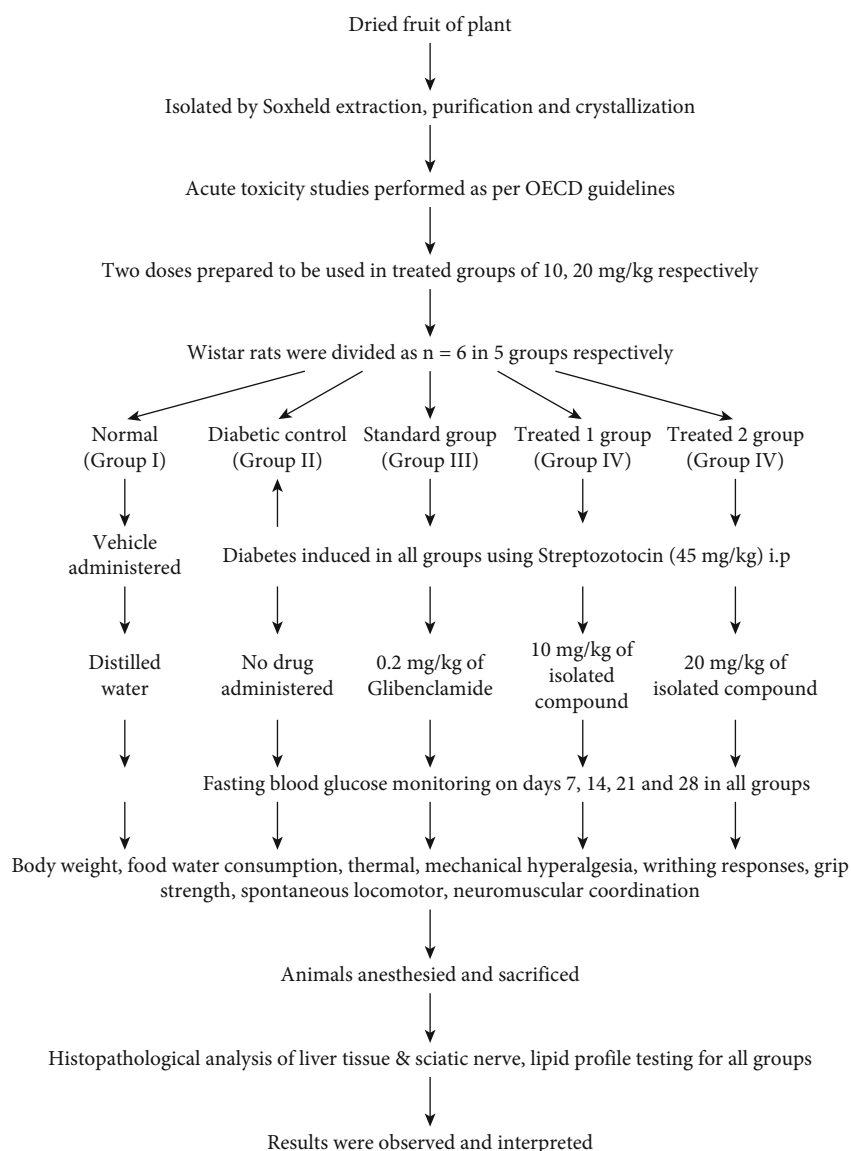 Dried fruit of plant
Isolated by Soxheld extraction, purification and crystallization
Acute toxicity studies performed as per OECD guidelines
Two doses prepared to be used in treated groups of 10, 20 mg/kg respectively
Wistar rats were divided as n = 6 in 5 groups respectively
Normal
(Group I)
Diabetic control
(Group II)
Standard group
(Group III)
Treated 1 group
(Group IV)
Treated 2 group
(Group IV)
Vehicle
administered
Diabetes induced in all groups using Streptozotocin (45 mg/kg) i.p
Distilled
water
No drug
administered
0.2 mg/kg of
Glibenclamide
10 mg/kg of
isolated
compound
20 mg/kg of
isolated compound
Fasting blood glucose monitoring on days 7, 14, 21 and 28 in all groups
Body weight, food water consumption, thermal, mechanical hyperalgesia, writhing responses, grip
strength, spontaneous locomotor, neuromuscular coordination
Animals anesthesied and sacrificed
Histopathological analysis of liver tissue & sciatic nerve, lipid profile testing for all groups
Results were observed and interpreted